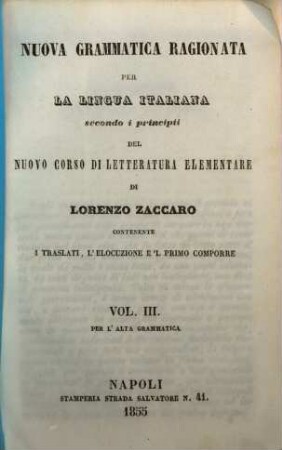 NUOVA GRAMMATICA RAGIONATA
PER
LA LINGUA ITALIANA
secondo i principii
DEL
NUOVO CORSO DI LETTERATURA ELEMENTARE
DI
LORENZO ZACCARO
CONTENENTE
I TRASLATI, L'ELOCUZIONE E 'L PRIMO COMPORRE
VOL. III.
PER L'ALTA GRAMMATICA
NAPOLI
STAMPERIA STRADA SALVATORE N. 41.
1855